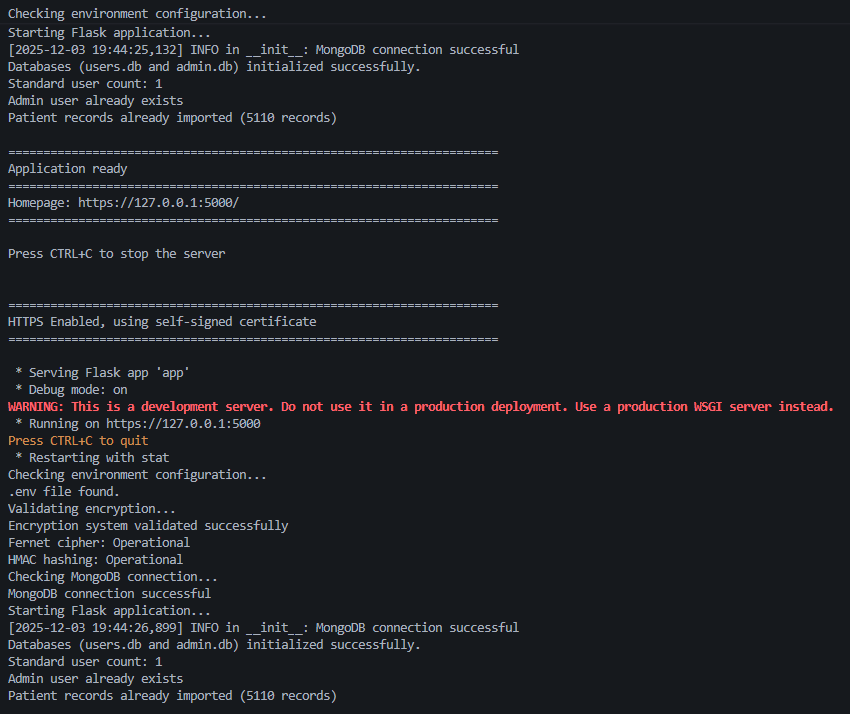 Checking environment configuration...
Starting Flask application...
[2025-12-03 19:44:25,132] INFO in __init__: MongoDB connection successful
Databases (users.db and admin.db) initialized successfully.
Standard user count: 1
Admin user already exists
Patient records already imported (5110 records)
======================================================================
Application ready
======================================================================
Homepage: https://127.0.0.1:5000/
======================================================================
Press CTRL+C to stop the server
======================================================================
HTTPS Enabled, using self-signed certificate
======================================================================
* Serving Flask app 'app'
* Debug mode: on
WARNING: This is a development server. Do not use it in a production deployment. Use a production WSGI server instead.
* Running on https://127.0.0.1:5000
Press CTRL+C to quit
* Restarting with stat
Checking environment configuration...
.env file found.
Validating encryption...
Encryption system validated successfully
Fernet cipher: Operational
HMAC hashing: Operational
Checking MongoDB connection...
MongoDB connection successful
Starting Flask application...
[2025-12-03 19:44:26,899] INFO in __init__: MongoDB connection successful
Databases (users.db and admin.db) initialized successfully.
Standard user count: 1
Admin user already exists
Patient records already imported (5110 records)